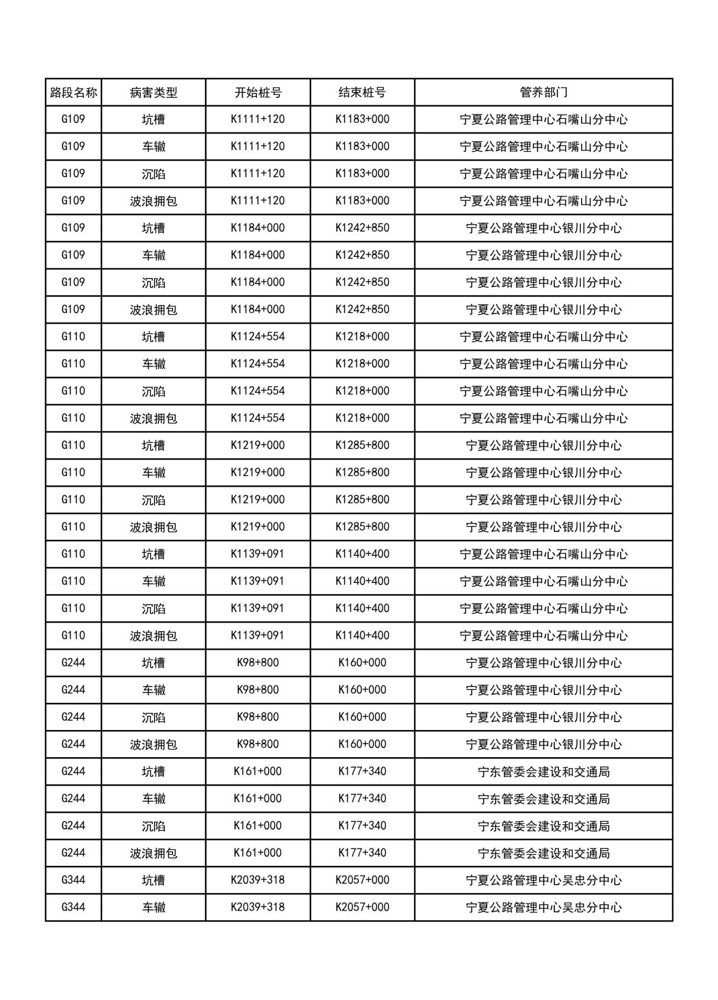 路段名称 病害类型 开始桩号 结束桩号 管养部门
G109 坑槽 K1111+120 K1183+000 宁夏公路管理中心石嘴山分中心
G109 车辙 K1111+120 K1183+000 宁夏公路管理中心石嘴山分中心
G109 沉陷 K1111+120 K1183+000 宁夏公路管理中心石嘴山分中心
G109 波浪拥包 K1111+120 K1183+000 宁夏公路管理中心石嘴山分中心
G109 坑槽 K1184+000 K1242+850 宁夏公路管理中心银川分中心
G109 车辙 K1184+000 K1242+850 宁夏公路管理中心银川分中心
G109 沉陷 K1184+000 K1242+850 宁夏公路管理中心银川分中心
G109 波浪拥包 K1184+000 K1242+850 宁夏公路管理中心银川分中心
G110 坑槽 K1124+554 K1218+000 宁夏公路管理中心石嘴山分中心
G110 车辙 K1124+554 K1218+000 宁夏公路管理中心石嘴山分中心
G110 沉陷 K1124+554 K1218+000 宁夏公路管理中心石嘴山分中心
G110 波浪拥包 K1124+554 K1218+000 宁夏公路管理中心石嘴山分中心
G110 坑槽 K1219+000 K1285+800 宁夏公路管理中心银川分中心
G110 车辙 K1219+000 K1285+800 宁夏公路管理中心银川分中心
G110 沉陷 K1219+000 K1285+800 宁夏公路管理中心银川分中心
G110 波浪拥包 K1219+000 K1285+800 宁夏公路管理中心银川分中心
G110 坑槽 K1139+091 K1140+400 宁夏公路管理中心石嘴山分中心
G110 车辙 K1139+091 K1140+400 宁夏公路管理中心石嘴山分中心
G110 沉陷 K1139+091 K1140+400 宁夏公路管理中心石嘴山分中心
G110 波浪拥包 K1139+091 K1140+400 宁夏公路管理中心石嘴山分中心
G244 坑槽 K98+800 K160+000 宁夏公路管理中心银川分中心
G244 车辙 K98+800 K160+000 宁夏公路管理中心银川分中心
G244 沉陷 K98+800 K160+000 宁夏公路管理中心银川分中心
G244 波浪拥包 K98+800 K160+000 宁夏公路管理中心银川分中心
G244 坑槽 K161+000 K177+340 宁东管委会建设和交通局
G244 车辙 K161+000 K177+340 宁东管委会建设和交通局
G244 沉陷 K161+000 K177+340 宁东管委会建设和交通局
G244 波浪拥包 K161+000 K177+340 宁东管委会建设和交通局
G344 坑槽 K2039+318 K2057+000 宁夏公路管理中心吴忠分中心
G344 车辙 K2039+318 K2057+000 宁夏公路管理中心吴忠分中心